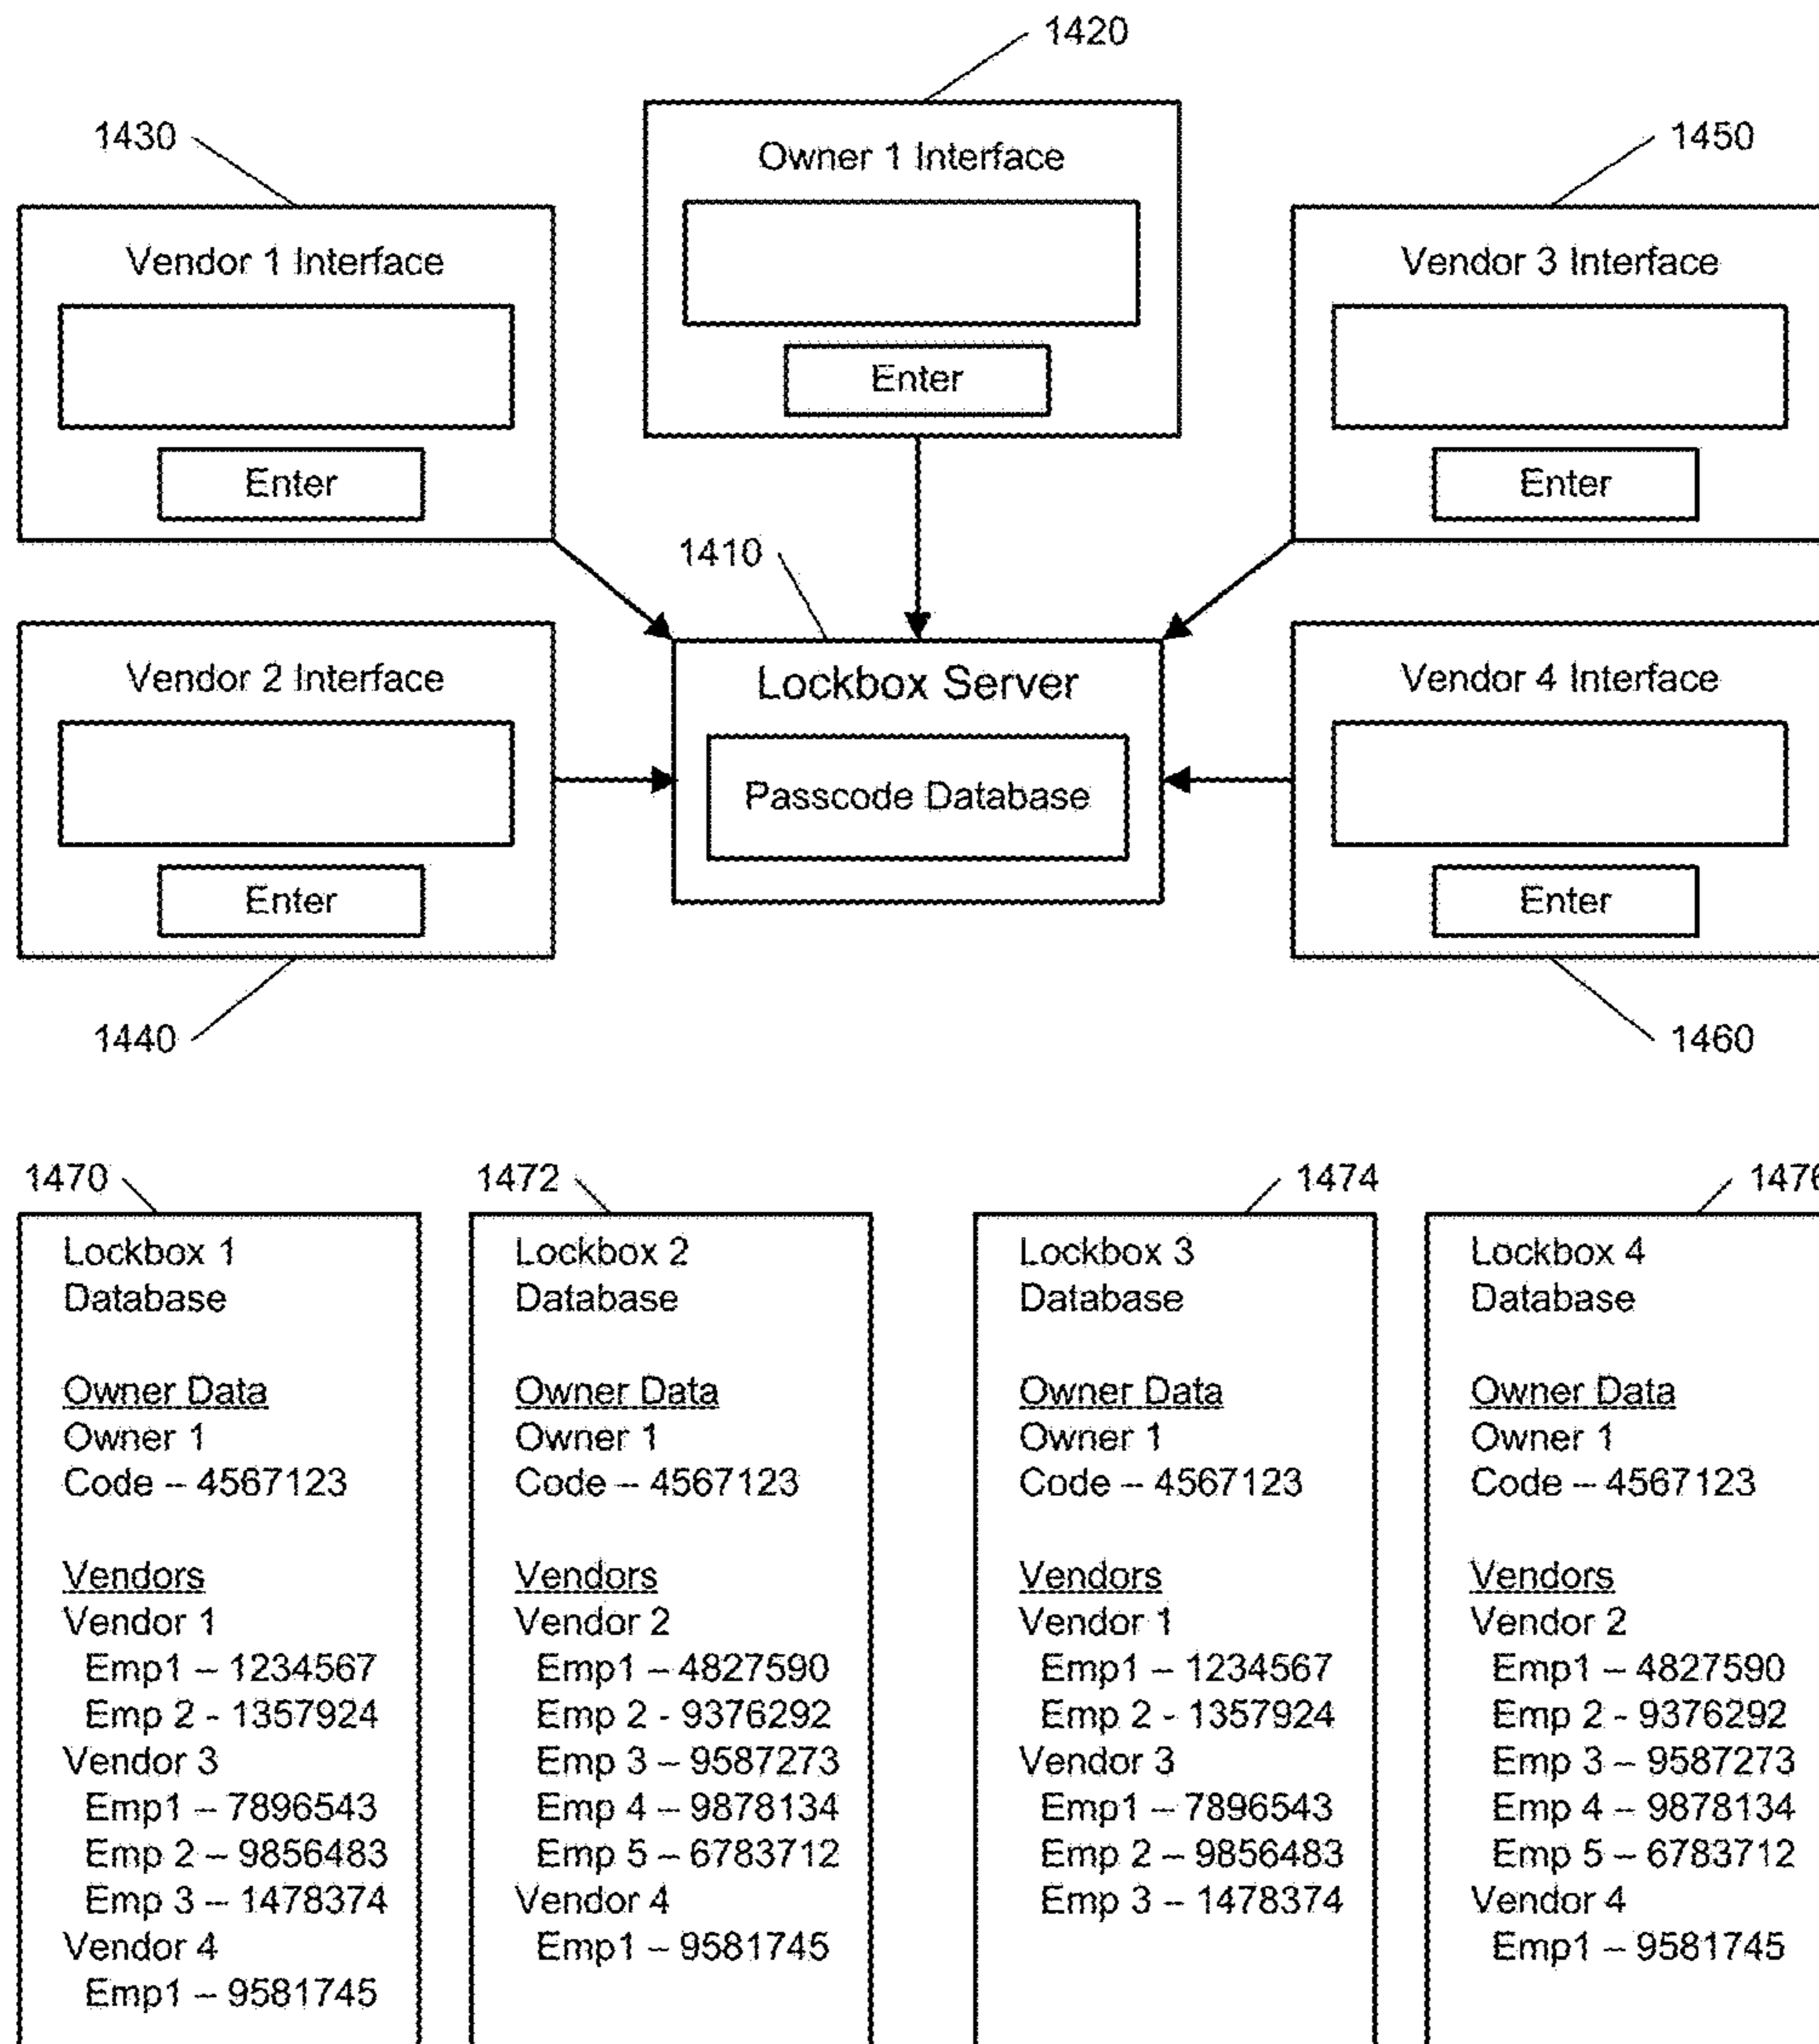 1420
1430
1450
Owner 1 Interface
Vendor 1 Interface
Vendor 3 Interface
Enter
Enter
Enter
1410
Vendor 2 Interface
Lockbox Server
Vendor 4 Interface
Passcode Database
Enter
Enter
1440
1460
1470
1472
1474
1476
Lockbox 1
Database
Owner Data
Owner 1
Code – 4567123
Vendors
Vendor 1
Emp1 – 1234567
Emp 2 - 1357924
Vendor 3
Emp1 – 7896543
Emp 2 – 9856483
Emp 3 – 1478374
Vendor 4
Emp1 – 9581745
Lockbox 2
Database
Owner Data
Owner 1
Code – 4567123
Vendors
Vendor 2
Emp1 – 4827590
Emp 2 - 9376292
Emp 3 – 9587273
Emp 4 – 9878134
Emp 5 – 6783712
Vendor 4
Emp1 – 9581745
Lockbox 3
Database
Owner Data
Owner 1
Code – 4567123
Vendors
Vendor 1
Emp1 – 1234567
Emp 2 - 1357924
Vendor 3
Emp1 – 7896543
Emp 2 – 9856483
Emp 3 – 1478374
Lockbox 4
Database
Owner Data
Owner 1
Code – 4567123
Vendors
Vendor 2
Emp1 – 4827590
Emp 2 - 9376292
Emp 3 – 9587273
Emp 4 – 9878134
Emp 5 – 6783712
Vendor 4
Emp1 – 9581745